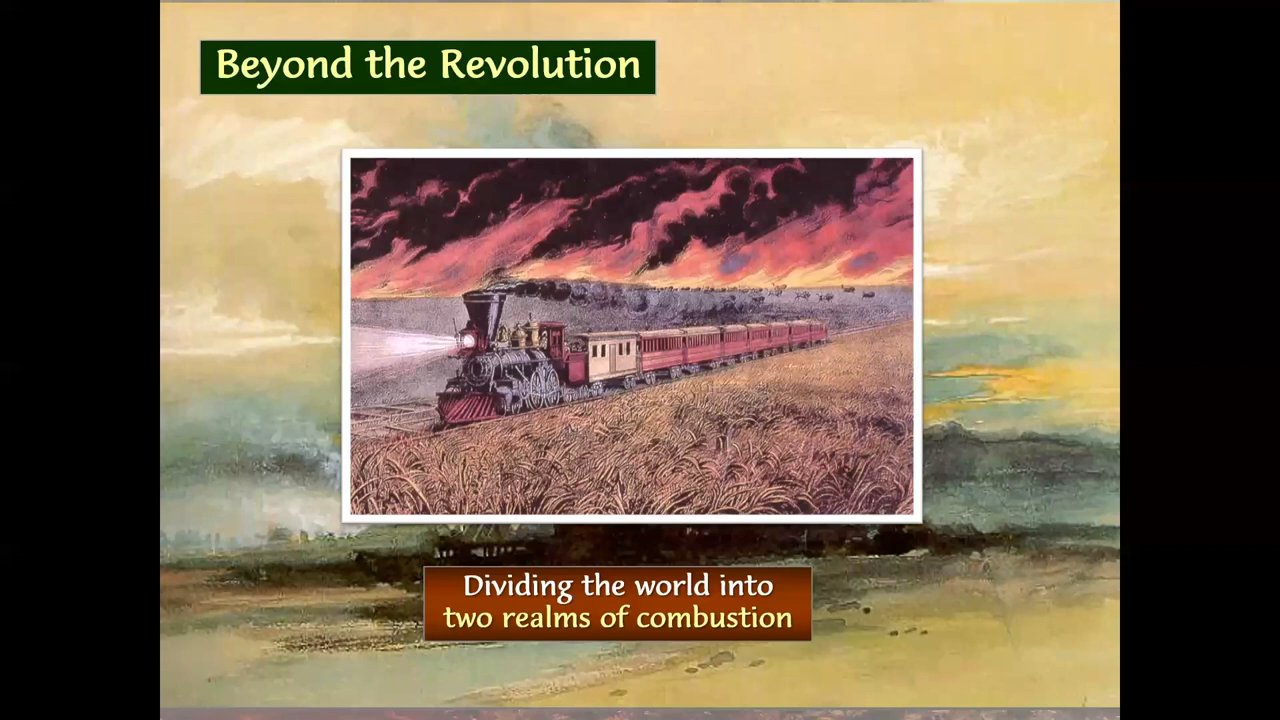 Beyond the Revolution
Dividing the world into
two realms of combustion